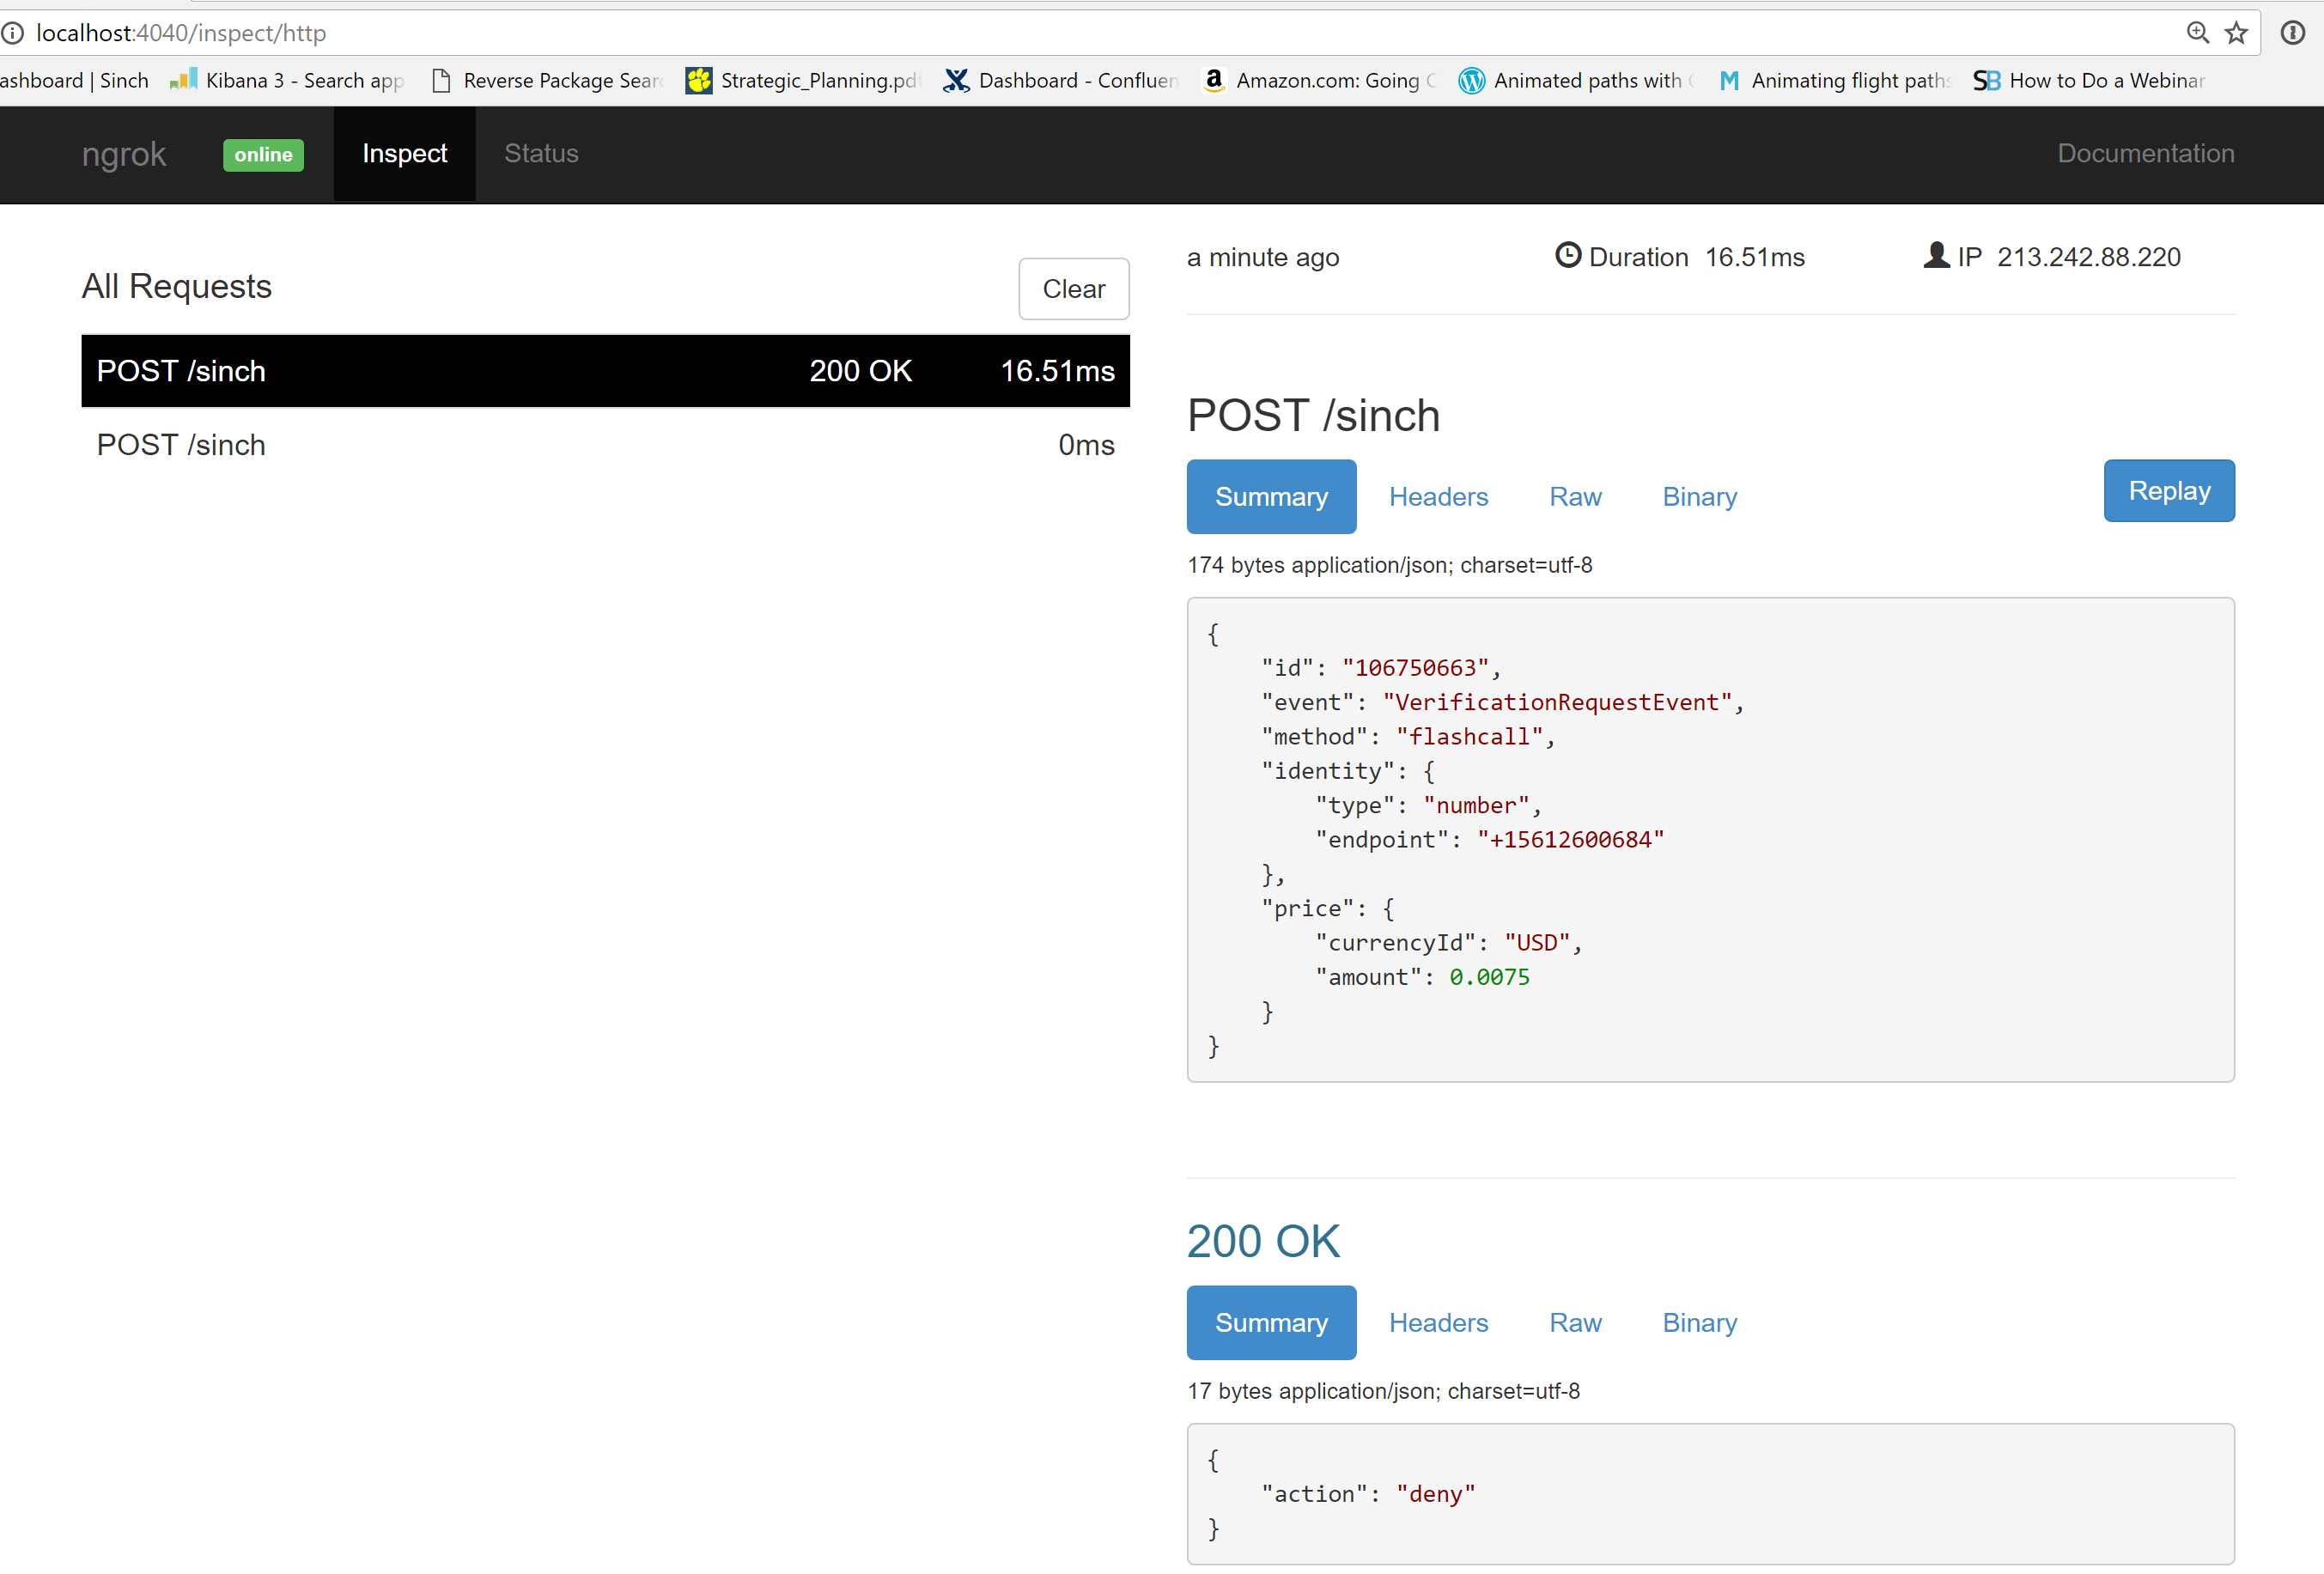 localhost:4040/inspect/http
ashboard | Sinch Kibana 3 - Search app Reverse Package Sear Strategic_Planning.pdf Dashboard - Confluen Amazon.com: Going Animated paths with Animating flight paths How to Do a Webinar
ngrok online Inspect Status Documentation
a minute ago Duration 16.51ms IP 213.242.88.220
All Requests Clear
POST /sinch 200 OK 16.51ms
POST /sinch 0ms
POST /sinch
Summary Headers Raw Binary Replay
174 bytes application/json; charset=utf-8
{
"id": "106750663",
"event": "VerificationRequestEvent",
"method": "flashcall",
"identity": {
"type": "number",
"endpoint": "+15612600684"
},
"price": {
"currencyId": "USD",
"amount": 0.0075
}
}
200 OK
Summary Headers Raw Binary
17 bytes application/json; charset=utf-8
{
"action": "deny"
}